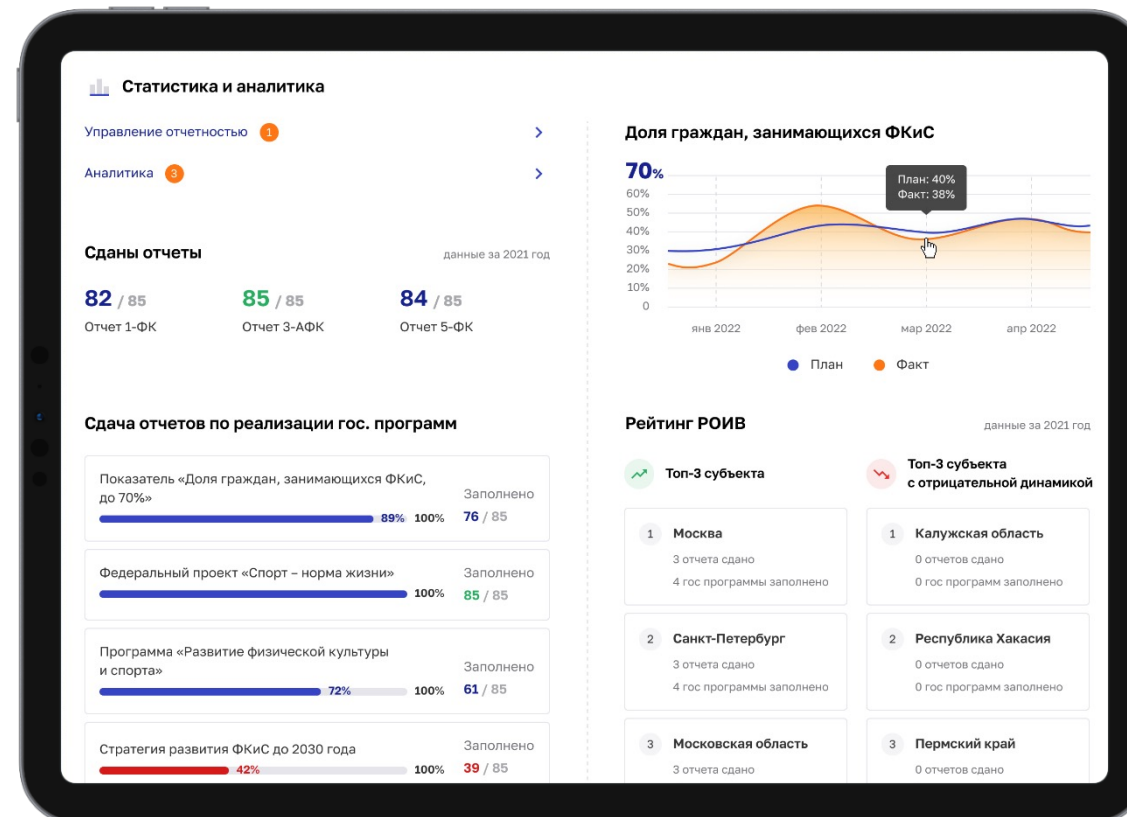 Статистика и аналитика
Управление отчетностью 1
Аналитика 3
Сданы отчеты
данные за 2021 год
82 / 85
85 / 85
84 / 85
Отчет 1-ФК
Отчет 3-АФК
Отчет 5-ФК
Доля граждан, занимающихся ФКиС
70%
60%
50%
40%
30%
20%
10%
0
План: 40%
Факт: 38%
янв 2022
фев 2022
мар 2022
апр 2022
План
Факт
Сдача отчетов по реализации гос. программ
Показатель «Доля граждан, занимающихся ФКиС,
до 70%»
Заполнено
89% 100%
76 / 85
Федеральный проект «Спорт – норма жизни»
Заполнено
100%
85 / 85
Программа «Развитие физической культуры
и спорта»
Заполнено
72% 100%
61 / 85
Стратегия развития ФКиС до 2030 года
Заполнено
42% 100%
39 / 85
Рейтинг РОИВ
данные за 2021 год
Топ-3 субъекта
1 Москва
3 отчета сдано
4 гос программы заполнено
2 Санкт-Петербург
3 отчета сдано
4 гос программы заполнено
3 Московская область
3 отчета сдано
Топ-3 субъекта
с отрицательной динамикой
1 Калужская область
0 отчетов сдано
0 гос программ заполнено
2 Республика Хакасия
0 отчетов сдано
0 гос программ заполнено
3 Пермский край
0 отчетов сдано